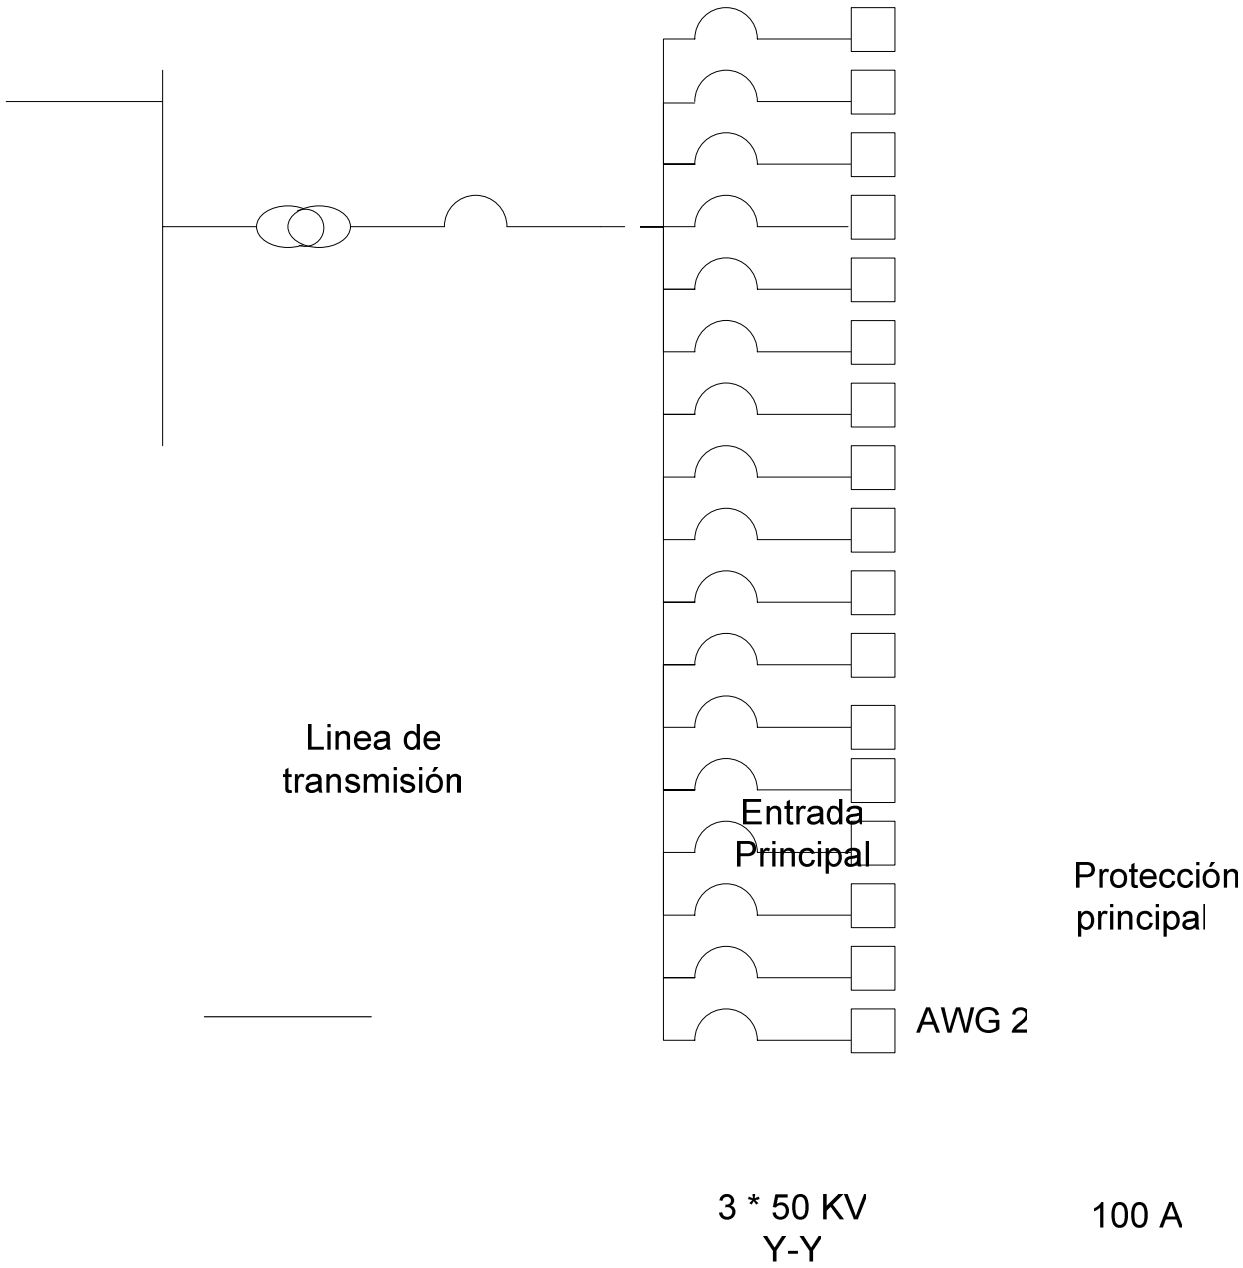 Linea de
transmisión
Entrada
Principal
Protección
principal
AWG 2
3 * 50 KV
Y-Y
100 A